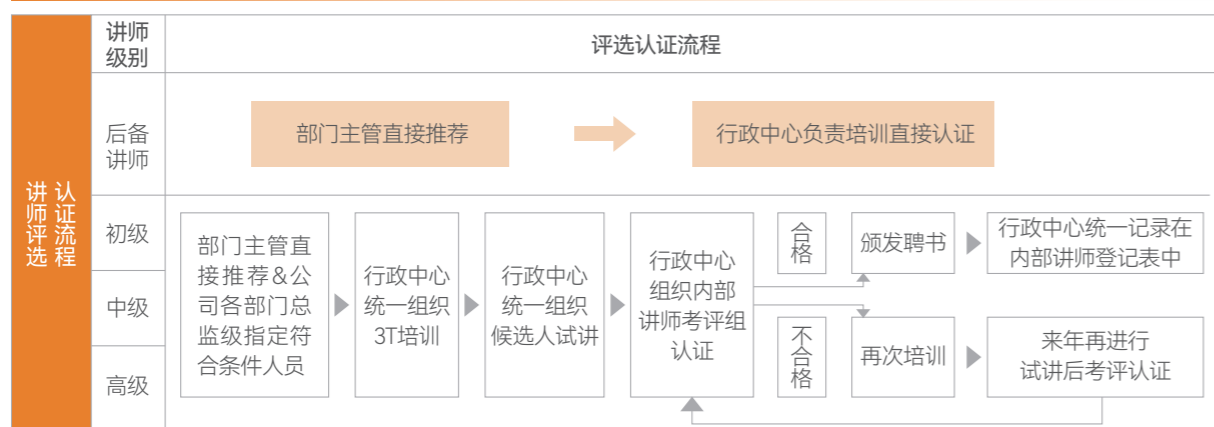 讲师评选
认证流程
讲师
级别
评选认证流程
后备
讲师
部门主管直接推荐
行政中心负责培训直接认证
初级
中级
高级
部门主管直
接推荐&公
司各部门总
监级指定符
合条件人员
行政中心
统一组织
3T培训
行政中心
统一组织
候选人试讲
行政中心
组织内部
讲师考评组
认证
合格
颁发聘书
行政中心统一记录在
内部讲师登记表中
不合格
再次培训
来年再进行
试讲后考评认证